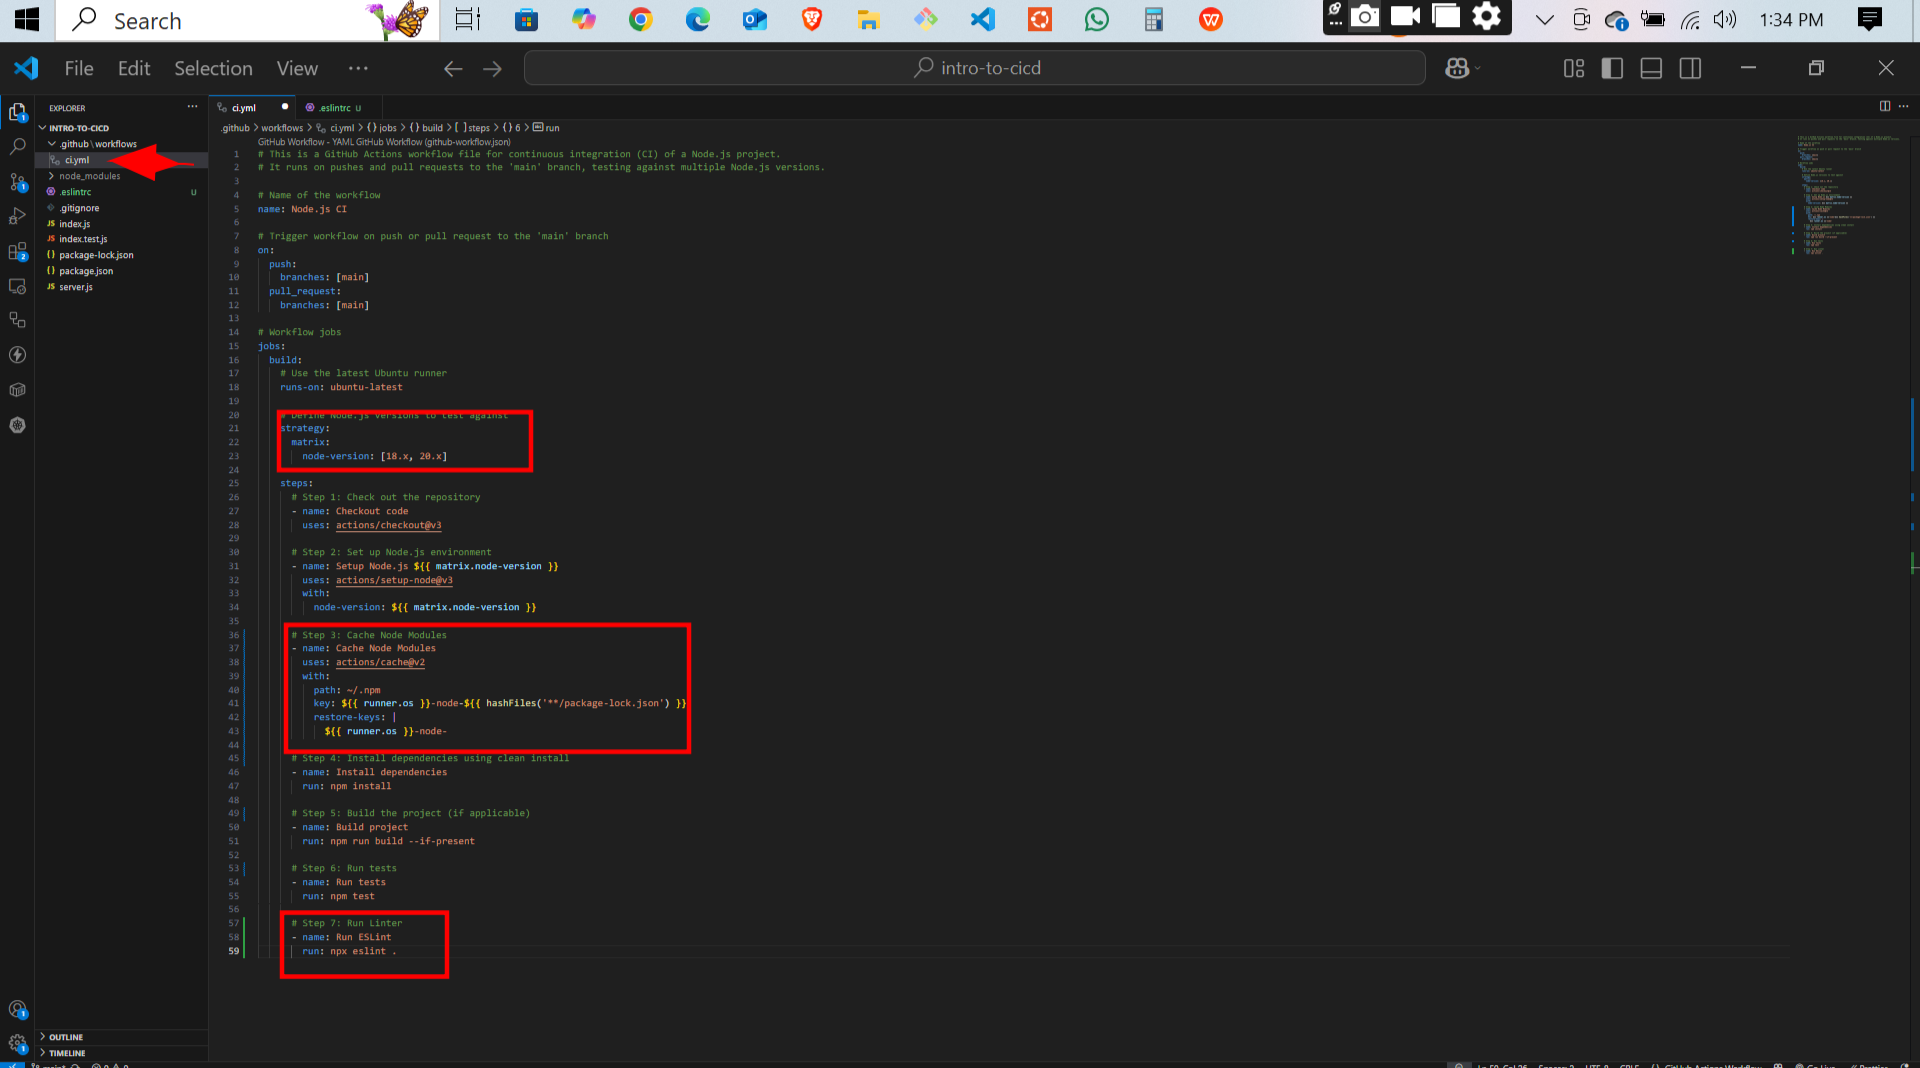 Search
1:34 PM
File Edit Selection View ···
intro-to-cicd
EXPLORER ···
INTRO-TO-CICD
.github \ workflows
ci.yml
node_modules
.eslintrc U
.gitignore
JS index.js
JS index.test.js
{} package-lock.json
{} package.json
JS server.js
OUTLINE
TIMELINE
ci.yml
.eslintrc U
.github > workflows > ci.yml > {} jobs > {} build > [ ] steps > {} 6 > run
GitHub Workflow - YAML GitHub Workflow (github-workflow.json)
1 # This is a GitHub Actions workflow file for continuous integration (CI) of a Node.js project.
2 # It runs on pushes and pull requests to the 'main' branch, testing against multiple Node.js versions.
3
4 # Name of the workflow
5 name: Node.js CI
6
7 # Trigger workflow on push or pull request to the 'main' branch
8 on:
9 push:
10 branches: [main]
11 pull_request:
12 branches: [main]
13
14 # Workflow jobs
15 jobs:
16 build:
17 # Use the latest Ubuntu runner
18 runs-on: ubuntu-latest
19
20 # Define Node.js versions to test against
21 strategy:
22 matrix:
23 node-version: [18.x, 20.x]
24
25 steps:
26 # Step 1: Check out the repository
27 - name: Checkout code
28 uses: actions/checkout@v3
29
30 # Step 2: Set up Node.js environment
31 - name: Setup Node.js ${{ matrix.node-version }}
32 uses: actions/setup-node@v3
33 with:
34 node-version: ${{ matrix.node-version }}
35
36 # Step 3: Cache Node Modules
37 - name: Cache Node Modules
38 uses: actions/cache@v2
39 with:
40 path: ~/.npm
41 key: ${{ runner.os }}-node-${{ hashFiles('**/package-lock.json') }}
42 restore-keys: |
43 ${{ runner.os }}-node-
44
45 # Step 4: Install dependencies using clean install
46 - name: Install dependencies
47 run: npm install
48
49 # Step 5: Build the project (if applicable)
50 - name: Build project
51 run: npm run build --if-present
52
53 # Step 6: Run tests
54 - name: Run tests
55 run: npm test
56
57 # Step 7: Run Linter
58 - name: Run ESLint
59 run: npx eslint .